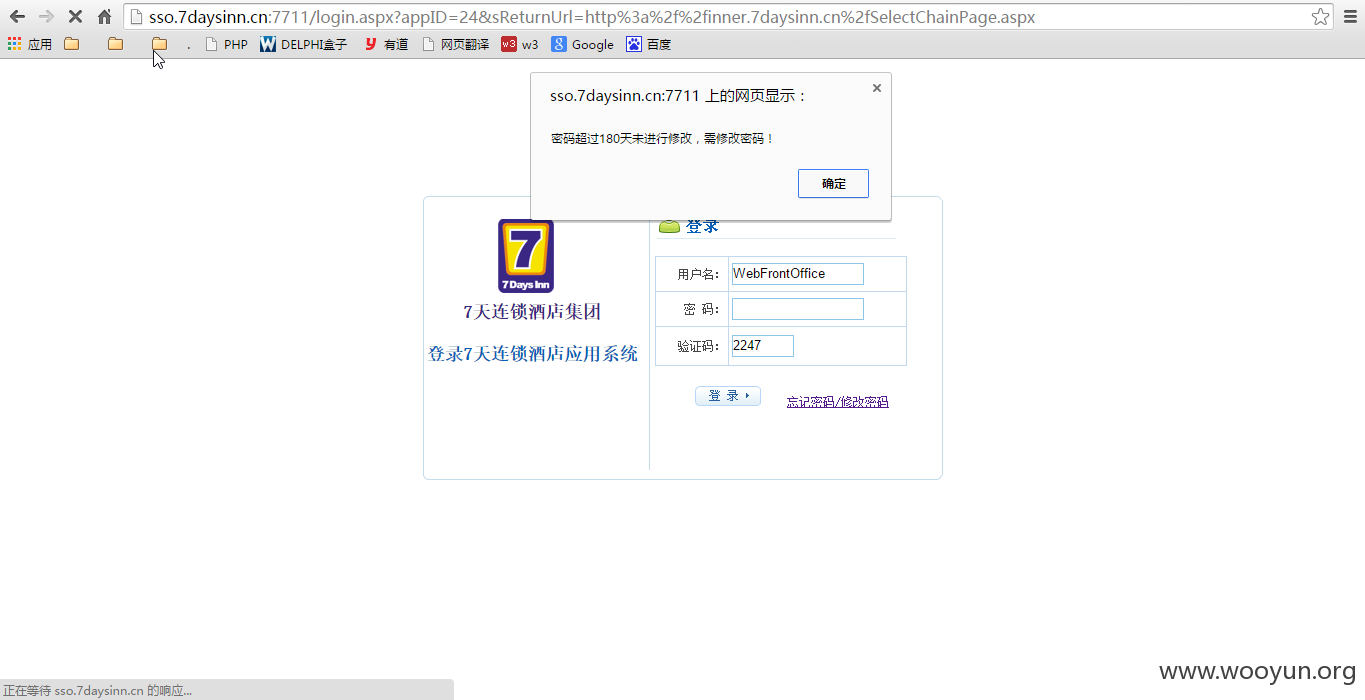 sso.7daysinn.cn:7711/login.aspx?appID=24&sReturnUrl=http%3a%2f%2finner.7daysinn.cn%2fSelectChainPage.aspx
应用 . PHP W DELPHI盒子 y 有道 网页翻译 w3 w3 8 Google 百度
sso.7daysinn.cn:7711 上的网页显示：
密码超过180天未进行修改，需修改密码！
确定
7
7 Days Inn
7天连锁酒店集团
登录7天连锁酒店应用系统
登录
用户名： WebFrontOffice
密 码：
验证码： 2247
登 录
忘记密码/修改密码
www.wooyun.org
正在等待 sso.7daysinn.cn 的响应...